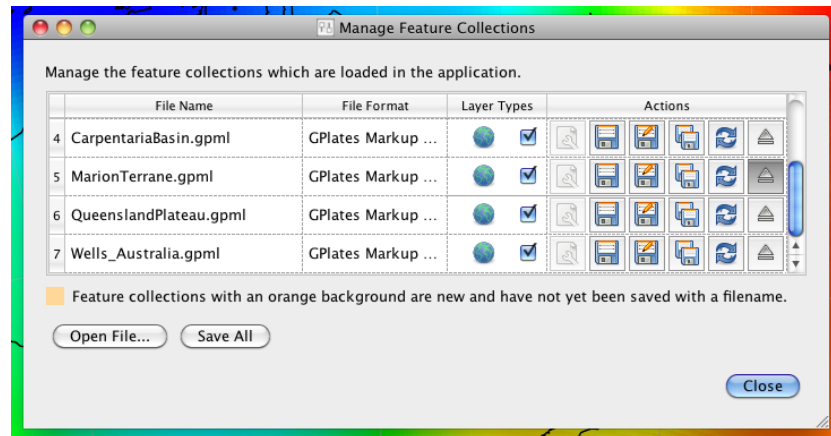 Manage Feature Collections
Manage the feature collections which are loaded in the application.
File Name File Format Layer Types Actions
4 CarpentariaBasin.gpml GPlates Markup ...
5 MarionTerrane.gpml GPlates Markup ...
6 QueenslandPlateau.gpml GPlates Markup ...
7 Wells_Australia.gpml GPlates Markup ...
Feature collections with an orange background are new and have not yet been saved with a filename.
Open File... Save All
Close